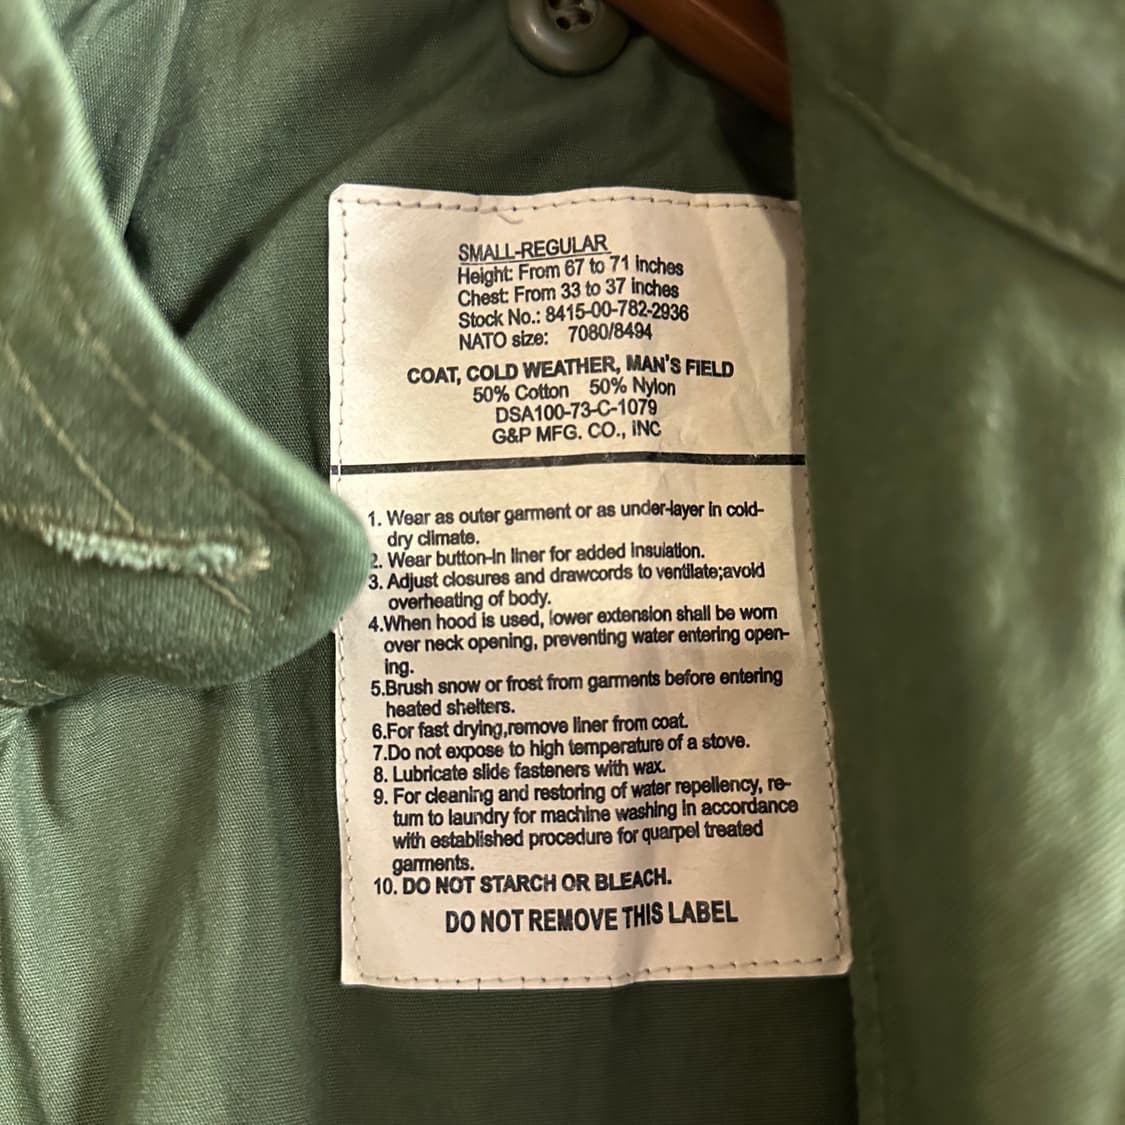 SMALL-REGULAR
Height: From 67 to 71 inches
Chest: From 33 to 37 inches
Stock No.: 8415-00-782-2936
NATO size: 7080/8494
COAT, COLD WEATHER, MAN'S FIELD
50% Cotton 50% Nylon
DSA100-73-C-1079
G&P MFG. CO., INC
1. Wear as outer garment or as under-layer in cold-
dry climate.
2. Wear button-in liner for added insulation.
3. Adjust closures and drawcords to ventilate;avoid
overheating of body.
4.When hood is used, lower extension shall be worn
over neck opening, preventing water entering open-
ing.
5.Brush snow or frost from garments before entering
heated shelters.
6.For fast drying,remove liner from coat.
7.Do not expose to high temperature of a stove.
8. Lubricate slide fasteners with wax.
9. For cleaning and restoring of water repellency, re-
turn to laundry for machine washing in accordance
with established procedure for quarpel treated
garments.
10. DO NOT STARCH OR BLEACH.
DO NOT REMOVE THIS LABEL